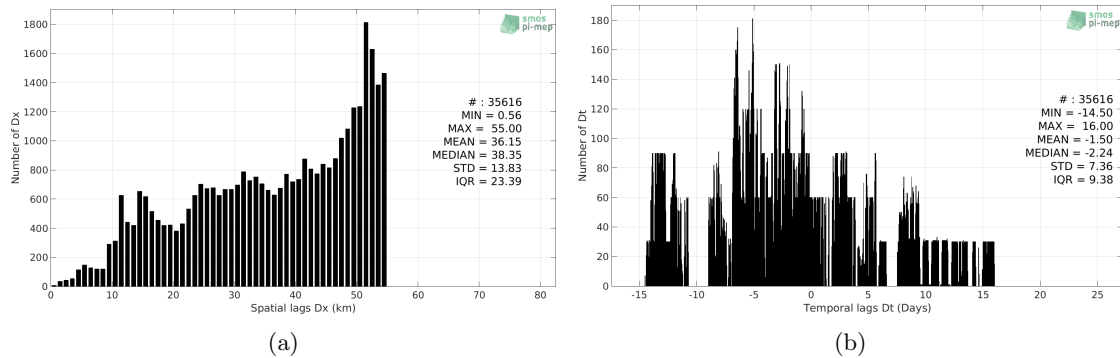 smos
pi-mep
1800
1600
1400
1200
1000
800
600
400
200
0
Number of Dx
# : 35616
MIN = 0.56
MAX = 55.00
MEAN = 36.15
MEDIAN = 38.35
STD = 13.83
IQR = 23.39
0 10 20 30 40 50 60 70 80
Spatial lags Dx (km)
(a)
smos
pi-mep
180
160
140
120
100
80
60
40
20
0
Number of Dt
# : 35616
MIN = -14.50
MAX = 16.00
MEAN = -1.50
MEDIAN = -2.24
STD = 7.36
IQR = 9.38
-15 -10 -5 0 5 10 15 20 25
Temporal lags Dt (Days)
(b)